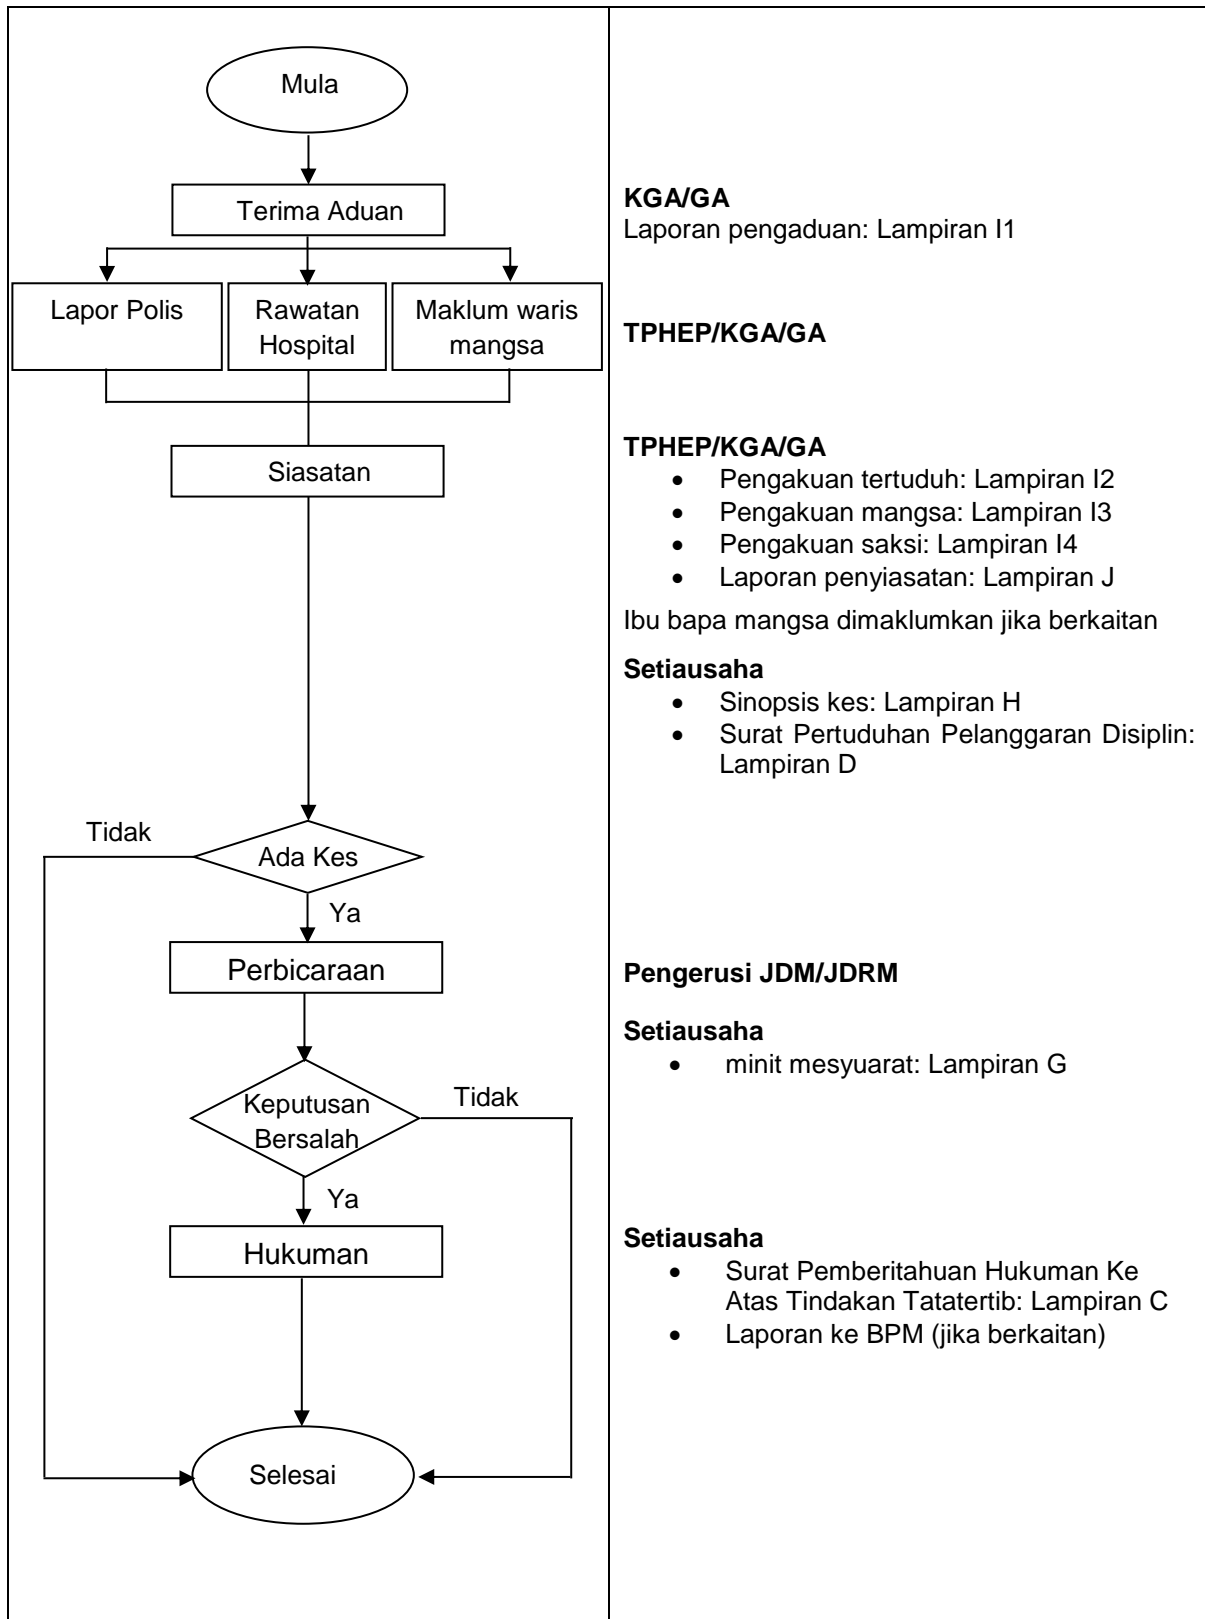 Mula
Terima Aduan
Lapor Polis
Rawatan
Hospital
Maklum waris
mangsa
Siasatan
Tidak
Ada Kes
Ya
Perbicaraan
Keputusan
Bersalah
Tidak
Ya
Hukuman
Selesai
KGA/GA
Laporan pengaduan: Lampiran I1
TPHEP/KGA/GA
TPHEP/KGA/GA
• Pengakuan tertuduh: Lampiran I2
• Pengakuan mangsa: Lampiran I3
• Pengakuan saksi: Lampiran I4
• Laporan penyiasatan: Lampiran J
Ibu bapa mangsa dimaklumkan jika berkaitan
Setiausaha
• Sinopsis kes: Lampiran H
• Surat Pertuduhan Pelanggaran Disiplin:
Lampiran D
Pengerusi JDM/JDRM
Setiausaha
• minit mesyuarat: Lampiran G
Setiausaha
• Surat Pemberitahuan Hukuman Ke
Atas Tindakan Tatatertib: Lampiran C
• Laporan ke BPM (jika berkaitan)